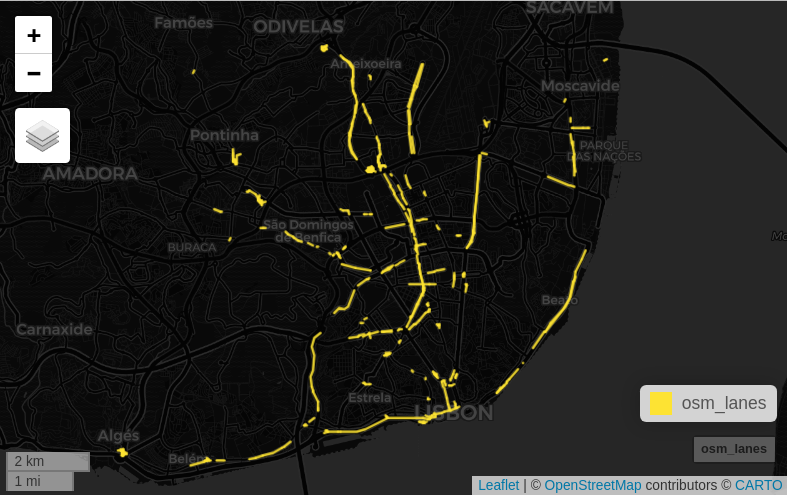 SACAVÉM
Famões
ODIVELAS
+
Ameixoeira
−
Moscavide
Pontinha
PARQUE
DAS NAÇÕES
AMADORA
São Domingos
de Benfica
BURACA
Beato
Carnaxide
Estrela
osm_lanes
LISBON
Algés
osm_lanes
Belém
2 km
1 mi
Leaflet | © OpenStreetMap contributors © CARTO